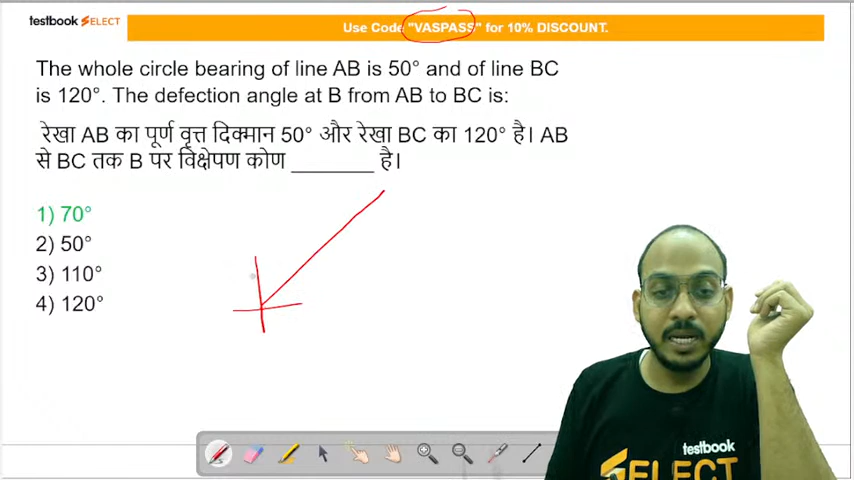 testbook SELECT
Use Code "VASPASS" for 10% DISCOUNT.
The whole circle bearing of line AB is 50° and of line BC
is 120°. The defection angle at B from AB to BC is:
रेखा AB का पूर्ण वृत्त दिक्मान 50° और रेखा BC का 120° है। AB
से BC तक B पर विक्षेपण कोण ________ है।
1) 70°
2) 50°
3) 110°
4) 120°
testbook
SELECT